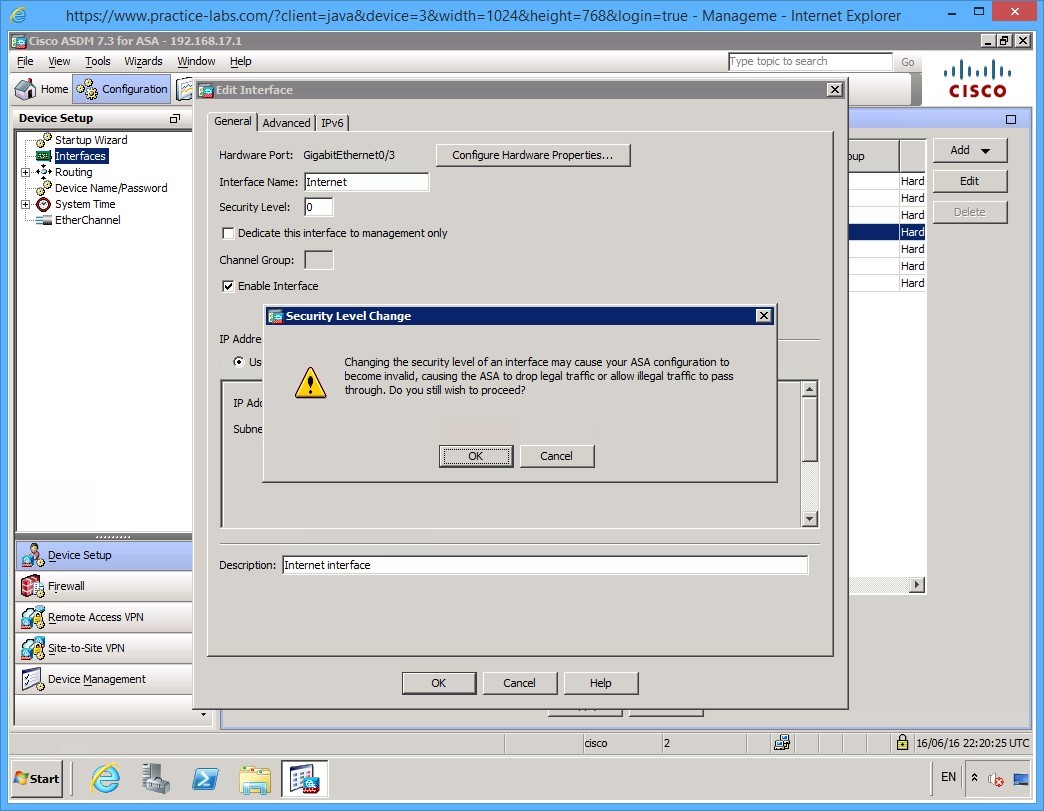 https://www.practice-labs.com/?client=java&device=3&width=1024&height=768&login=true - Manageme - Internet Explorer
Cisco ASDM 7.3 for ASA - 192.168.17.1
File View Tools Wizards Window Help
Type topic to search Go
CISCO
Home Configuration
Device Setup
Startup Wizard
Interfaces
Routing
Device Name/Password
System Time
EtherChannel
Device Setup
Firewall
Remote Access VPN
Site-to-Site VPN
Device Management
Edit Interface
General Advanced IPv6
Hardware Port: GigabitEthernet0/3 Configure Hardware Properties...
Interface Name: Internet
Security Level: 0
Dedicate this interface to management only
Channel Group:
Enable Interface
IP Addre
Us
IP Add
Subne
Security Level Change
Changing the security level of an interface may cause your ASA configuration to
become invalid, causing the ASA to drop legal traffic or allow illegal traffic to pass
through. Do you still wish to proceed?
OK Cancel
Description: Internet interface
OK Cancel Help
oup
Hard
Hard
Hard
Hard
Hard
Hard
Hard
Add
Edit
Delete
cisco 2 16/06/16 22:20:25 UTC
Start EN